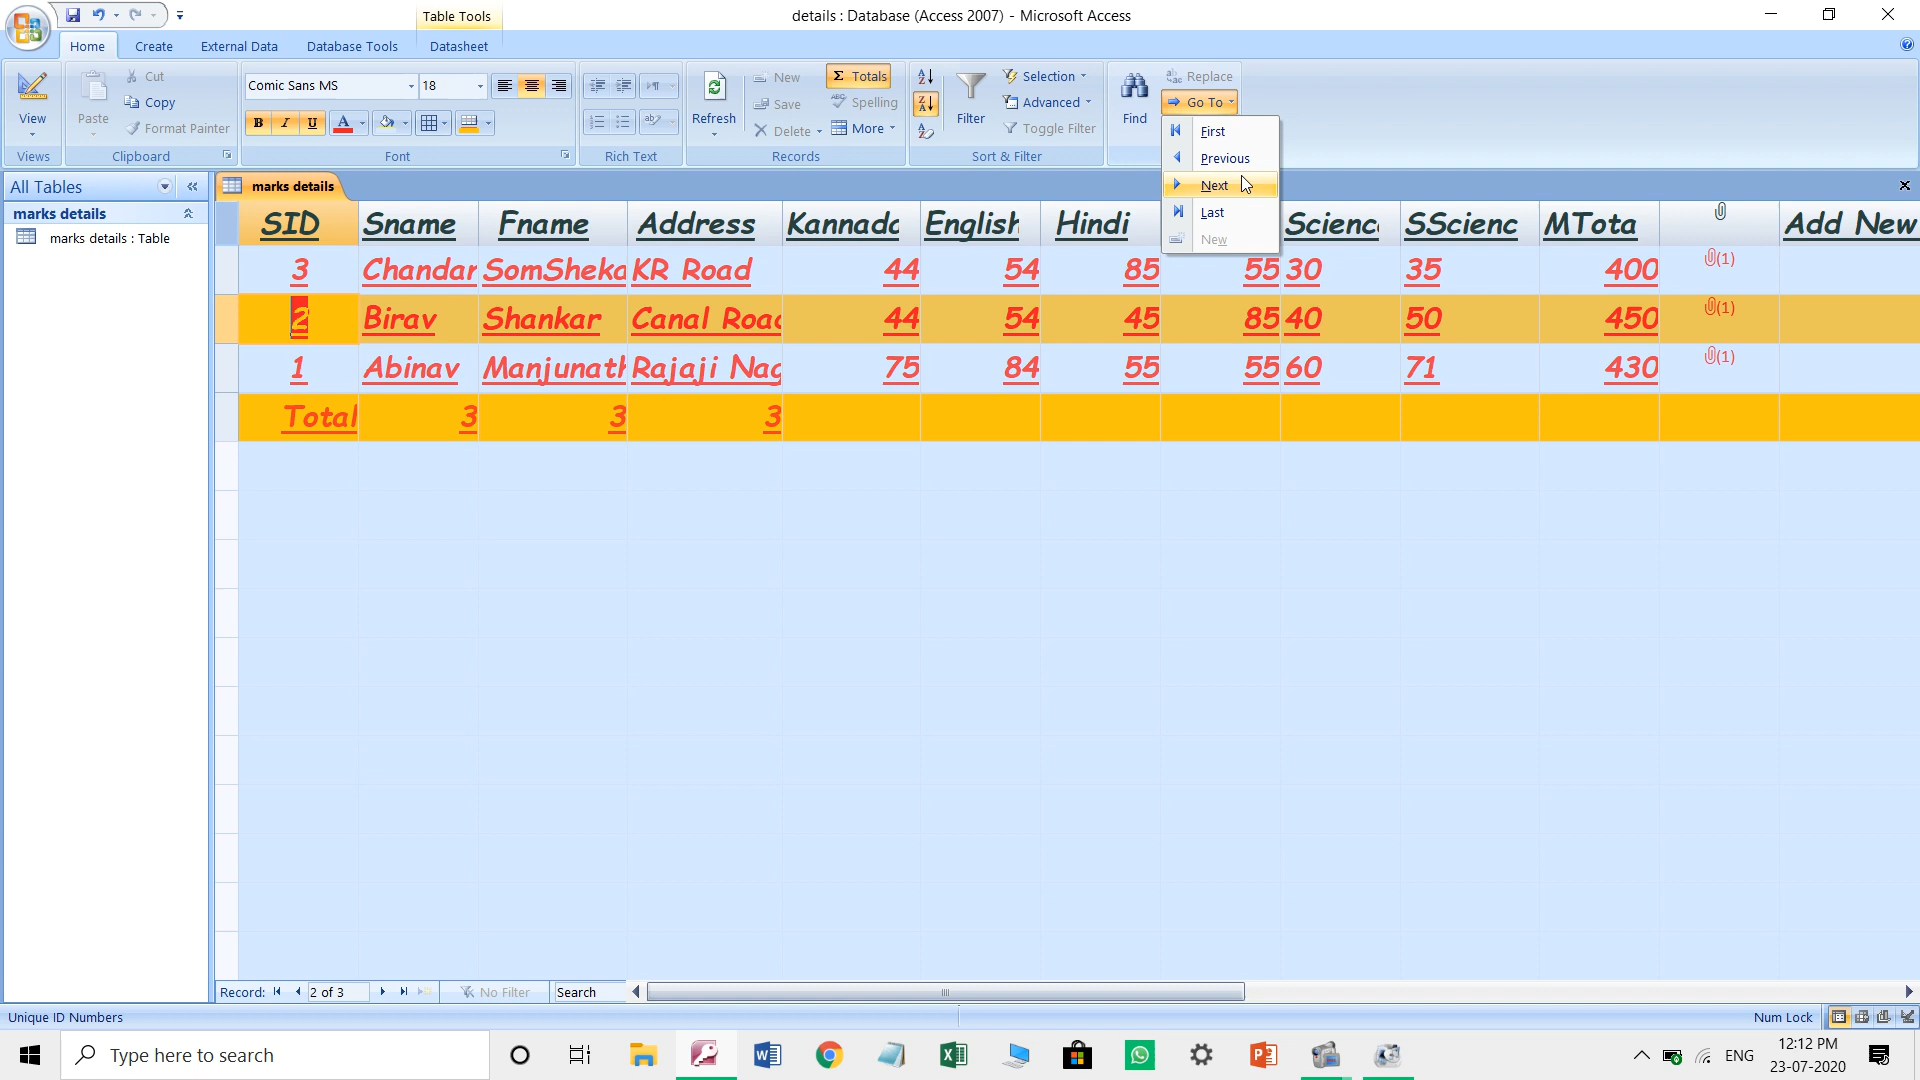 Table Tools
details : Database (Access 2007) - Microsoft Access
Home Create External Data Database Tools Datasheet
View
Views
Paste
Cut
Copy
Format Painter
Clipboard
Comic Sans MS 18
B I U A
Font
Rich Text
Refresh
New
Save
Delete
Σ Totals
Spelling
More
Records
Filter
Selection
Advanced
Toggle Filter
Sort & Filter
Find
Replace
Go To
First
Previous
Next
Last
New
All Tables
marks details
marks details : Table
marks details
SID Sname Fname Address Kannada English Hindi Scienc SScienc MTota Add New
3 Chandar SomSheka KR Road 44 54 85 55 30 35 400 (1)
2 Birav Shankar Canal Road 44 54 45 85 40 50 450 (1)
1 Abinav Manjunath Rajaji Nag 75 84 55 55 60 71 430 (1)
Total 3 3 3
Record: 2 of 3 No Filter Search
Unique ID Numbers
Num Lock
Type here to search
ENG
12:12 PM
23-07-2020